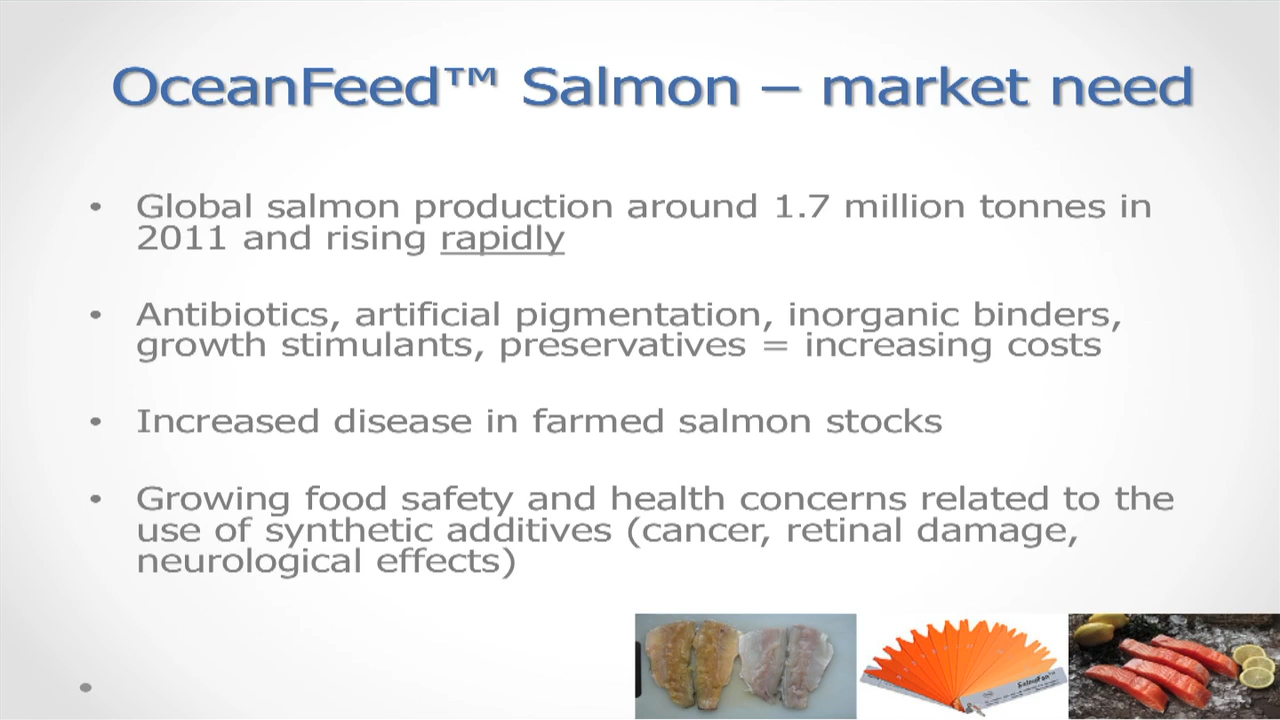 OceanFeed™ Salmon – market need
• Global salmon production around 1.7 million tonnes in
2011 and rising rapidly
• Antibiotics, artificial pigmentation, inorganic binders,
growth stimulants, preservatives = increasing costs
• Increased disease in farmed salmon stocks
• Growing food safety and health concerns related to the
use of synthetic additives (cancer, retinal damage,
neurological effects)
SalmoFan™